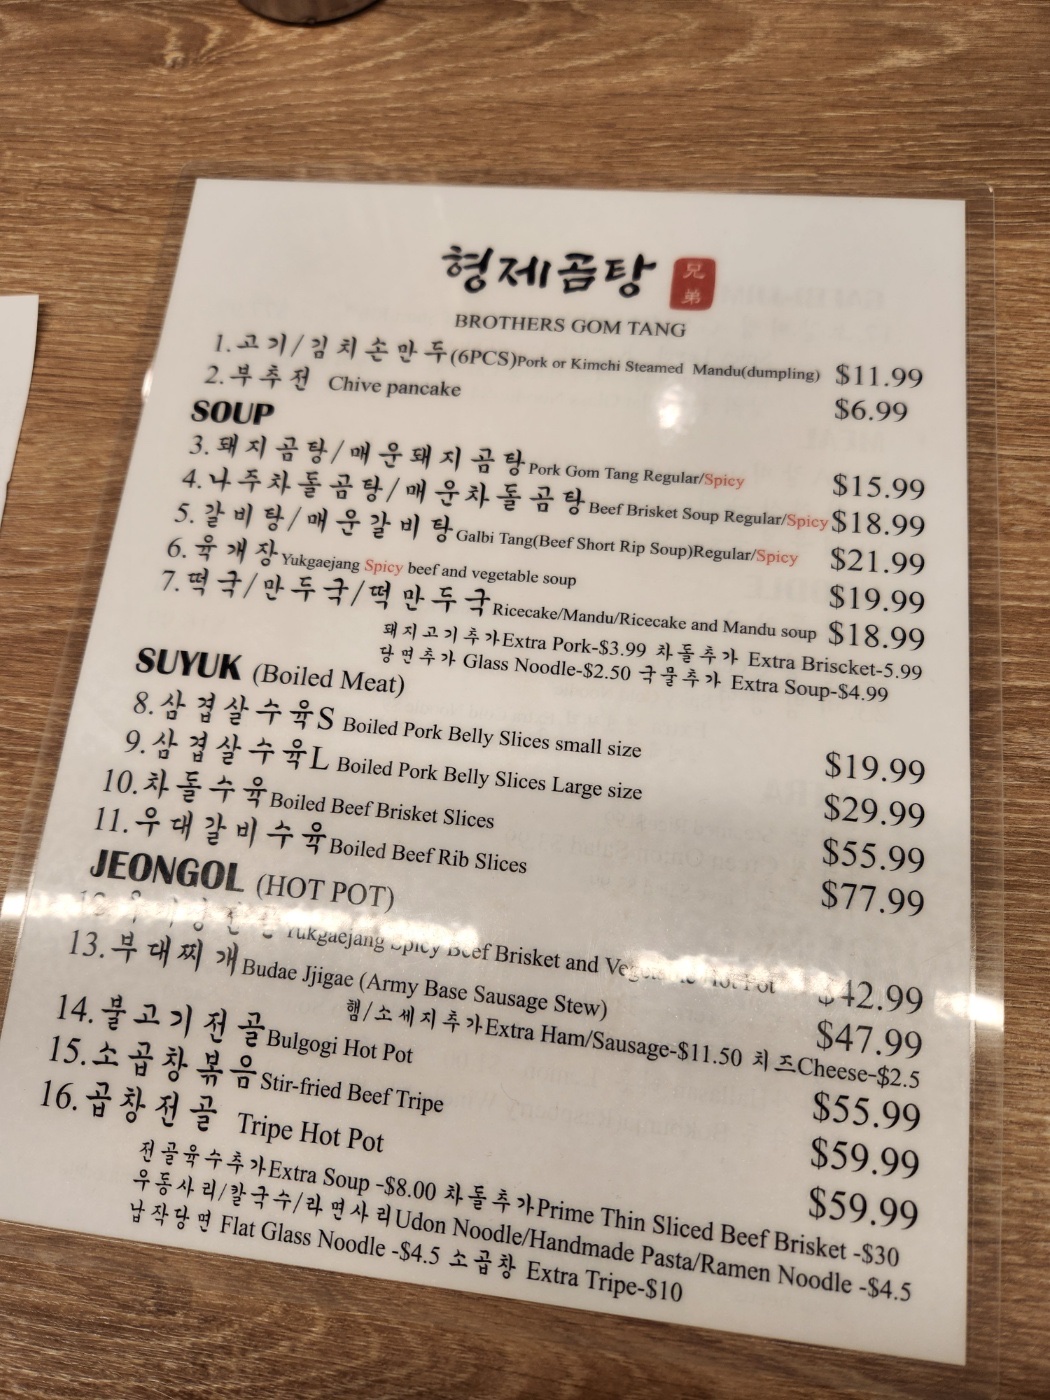 형제곰탕 兄弟
BROTHERS GOM TANG
1.고기/김치손만두(6PCS)Pork or Kimchi Steamed Mandu(dumpling) $11.99
2.부추전 Chive pancake $6.99
SOUP
3.돼지곰탕/매운돼지곰탕Pork Gom Tang Regular/Spicy $15.99
4.나주차돌곰탕/매운차돌곰탕Beef Brisket Soup Regular/Spicy $18.99
5.갈비탕/매운갈비탕Galbi Tang(Beef Short Rip Soup)Regular/Spicy $21.99
6.육개장Yukgaejang Spicy beef and vegetable soup $19.99
7.떡국/만두국/떡만두국Ricecake/Mandu/Ricecake and Mandu soup $18.99
돼지고기추가Extra Pork-$3.99 차돌추가 Extra Briscket-5.99
당면추가 Glass Noodle-$2.50 국물추가 Extra Soup-$4.99
SUYUK (Boiled Meat)
8.삼겹살수육S Boiled Pork Belly Slices small size $19.99
9.삼겹살수육L Boiled Pork Belly Slices Large size $29.99
10.차돌수육Boiled Beef Brisket Slices $55.99
11.우대갈비수육Boiled Beef Rib Slices $77.99
JEONGOL (HOT POT)
Yukgaejang Spicy Beef Brisket and Vegetable Hot Pot $42.99
13.부대찌개Budae Jjigae (Army Base Sausage Stew) $47.99
햄/소세지추가Extra Ham/Sausage-$11.50 치즈Cheese-$2.5
14.불고기전골Bulgogi Hot Pot $55.99
15.소곱창볶음Stir-fried Beef Tripe $59.99
16.곱창전골 Tripe Hot Pot $59.99
전골육수추가Extra Soup -$8.00 차돌추가Prime Thin Sliced Beef Brisket -$30
우동사리/칼국수/라면사리Udon Noodle/Handmade Pasta/Ramen Noodle -$4.5
납작당면 Flat Glass Noodle -$4.5 소곱창 Extra Tripe-$10